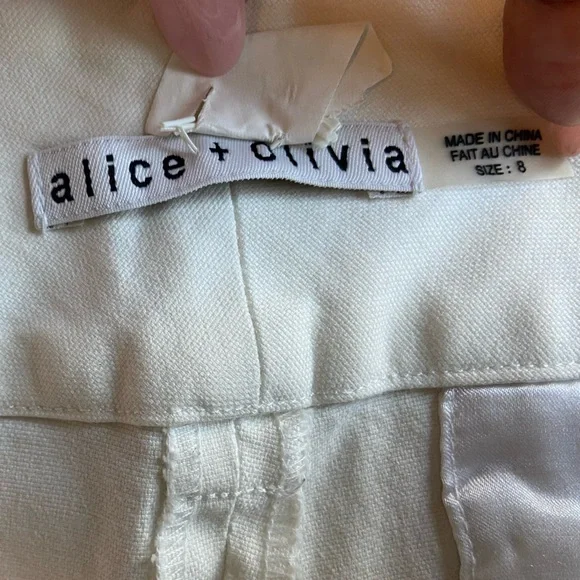 alice + olivia
MADE IN CHINA
FAIT AU CHINE
SIZE : 8